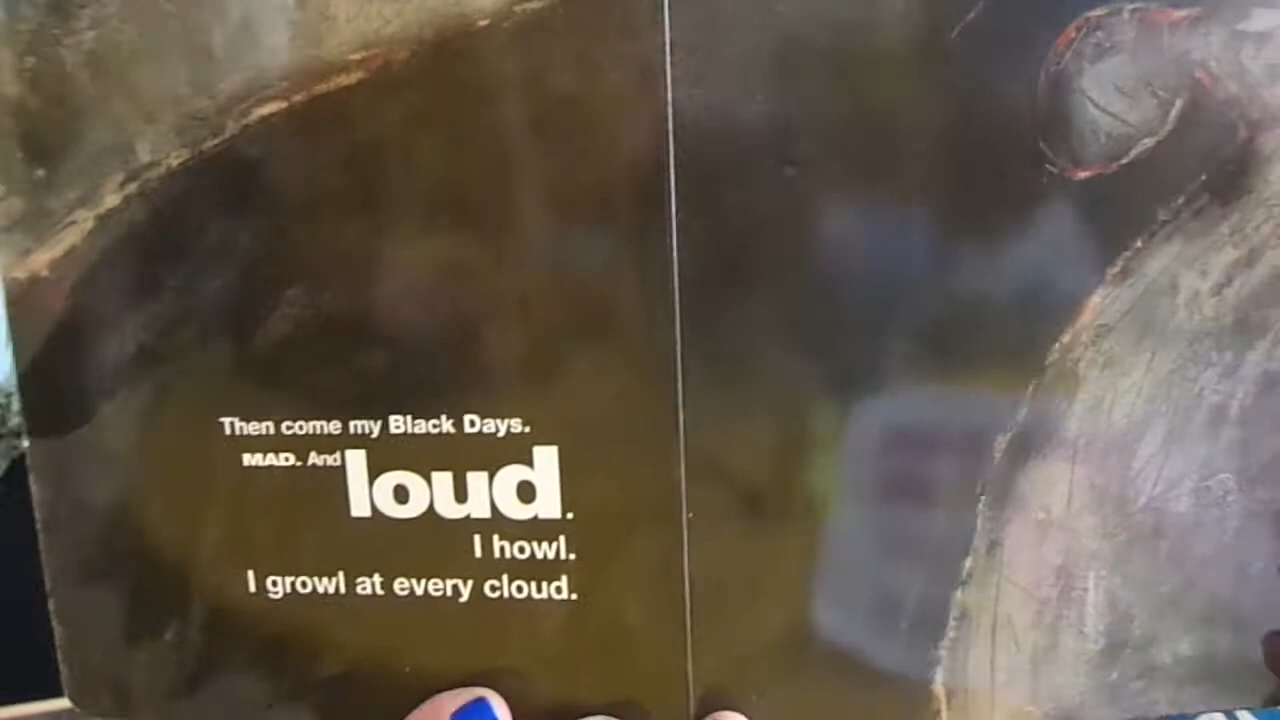 Then come my Black Days.
MAD. And loud.
I howl.
I growl at every cloud.